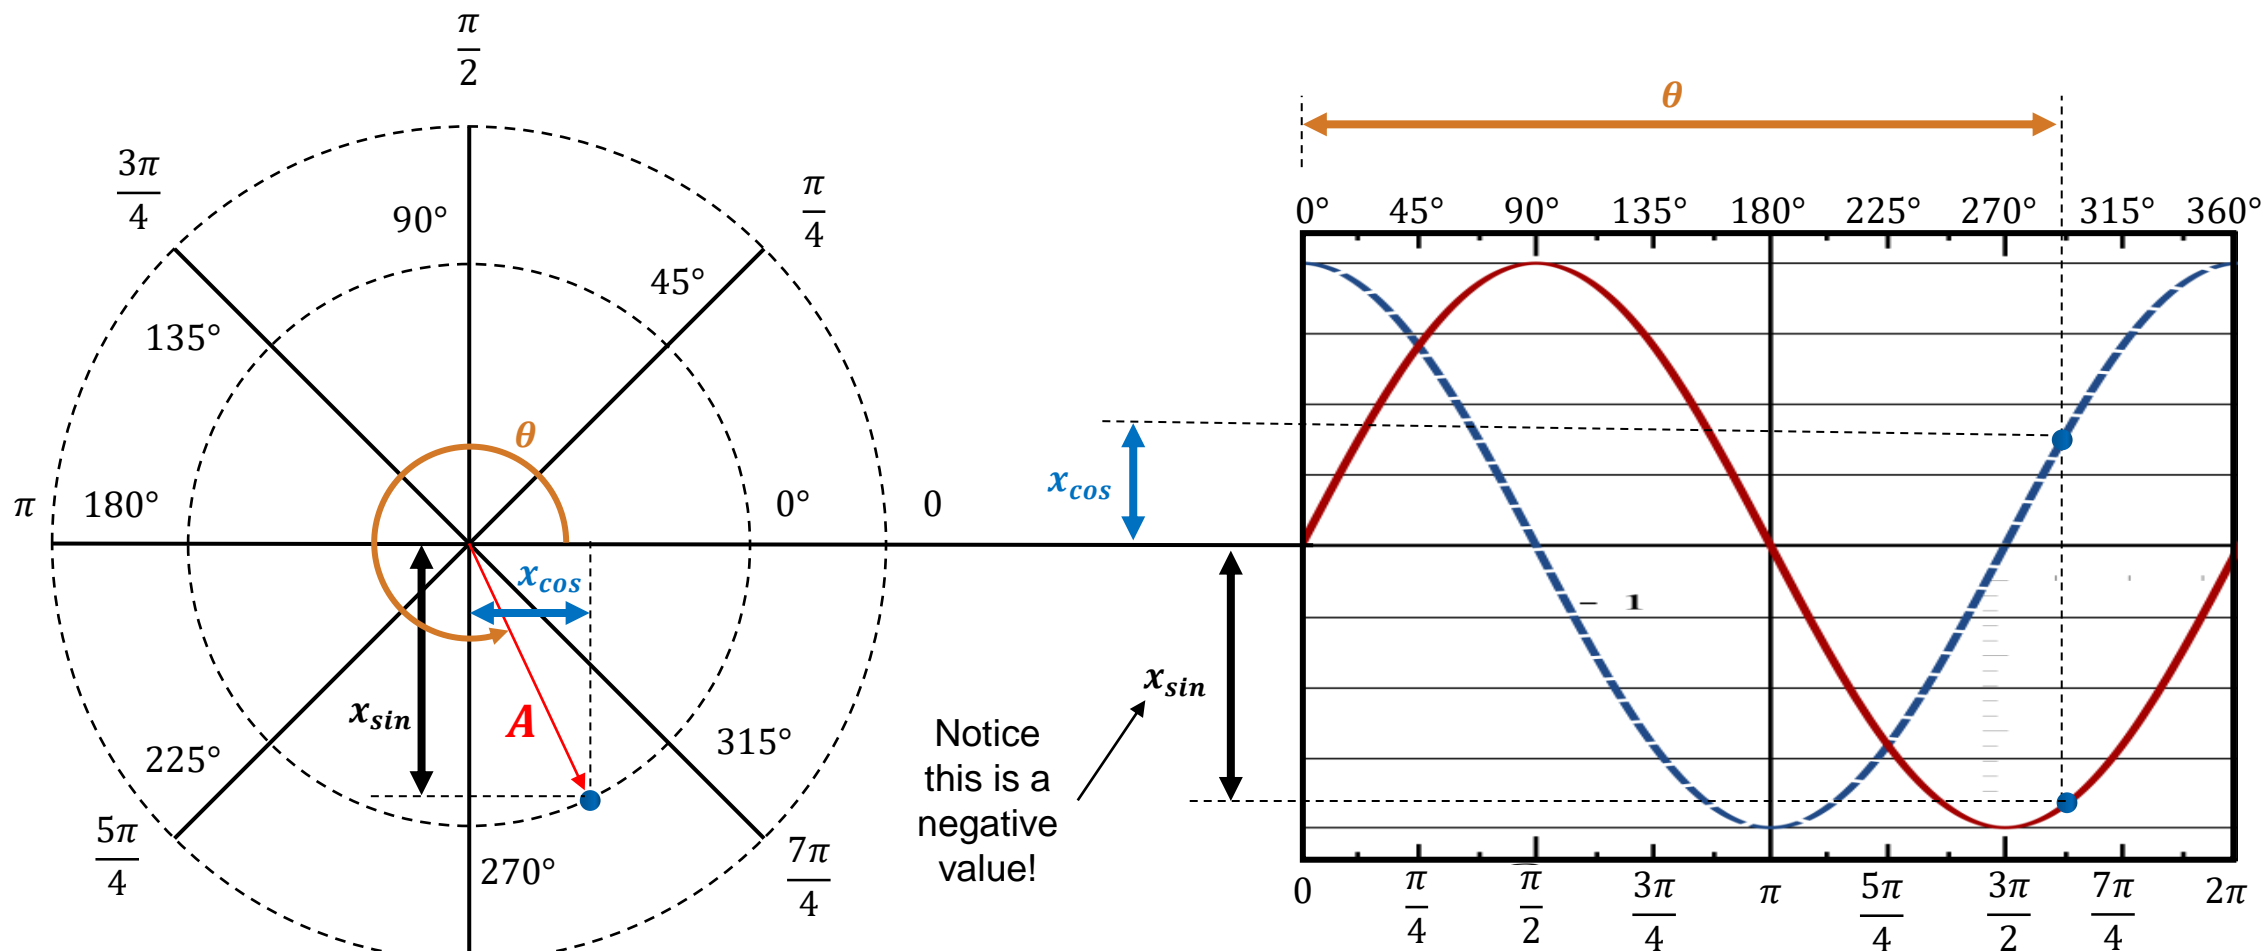 π/2
3π/4
π/4
90°
45°
135°
θ
π
180°
0°
0
x_cos
x_sin
A
225°
315°
5π/4
270°
7π/4
θ
0° 45° 90° 135° 180° 225° 270° 315° 360°
x_cos
– 1
x_sin
Notice
this is a
negative
value!
0 π/4 π/2 3π/4 π 5π/4 3π/2 7π/4 2π